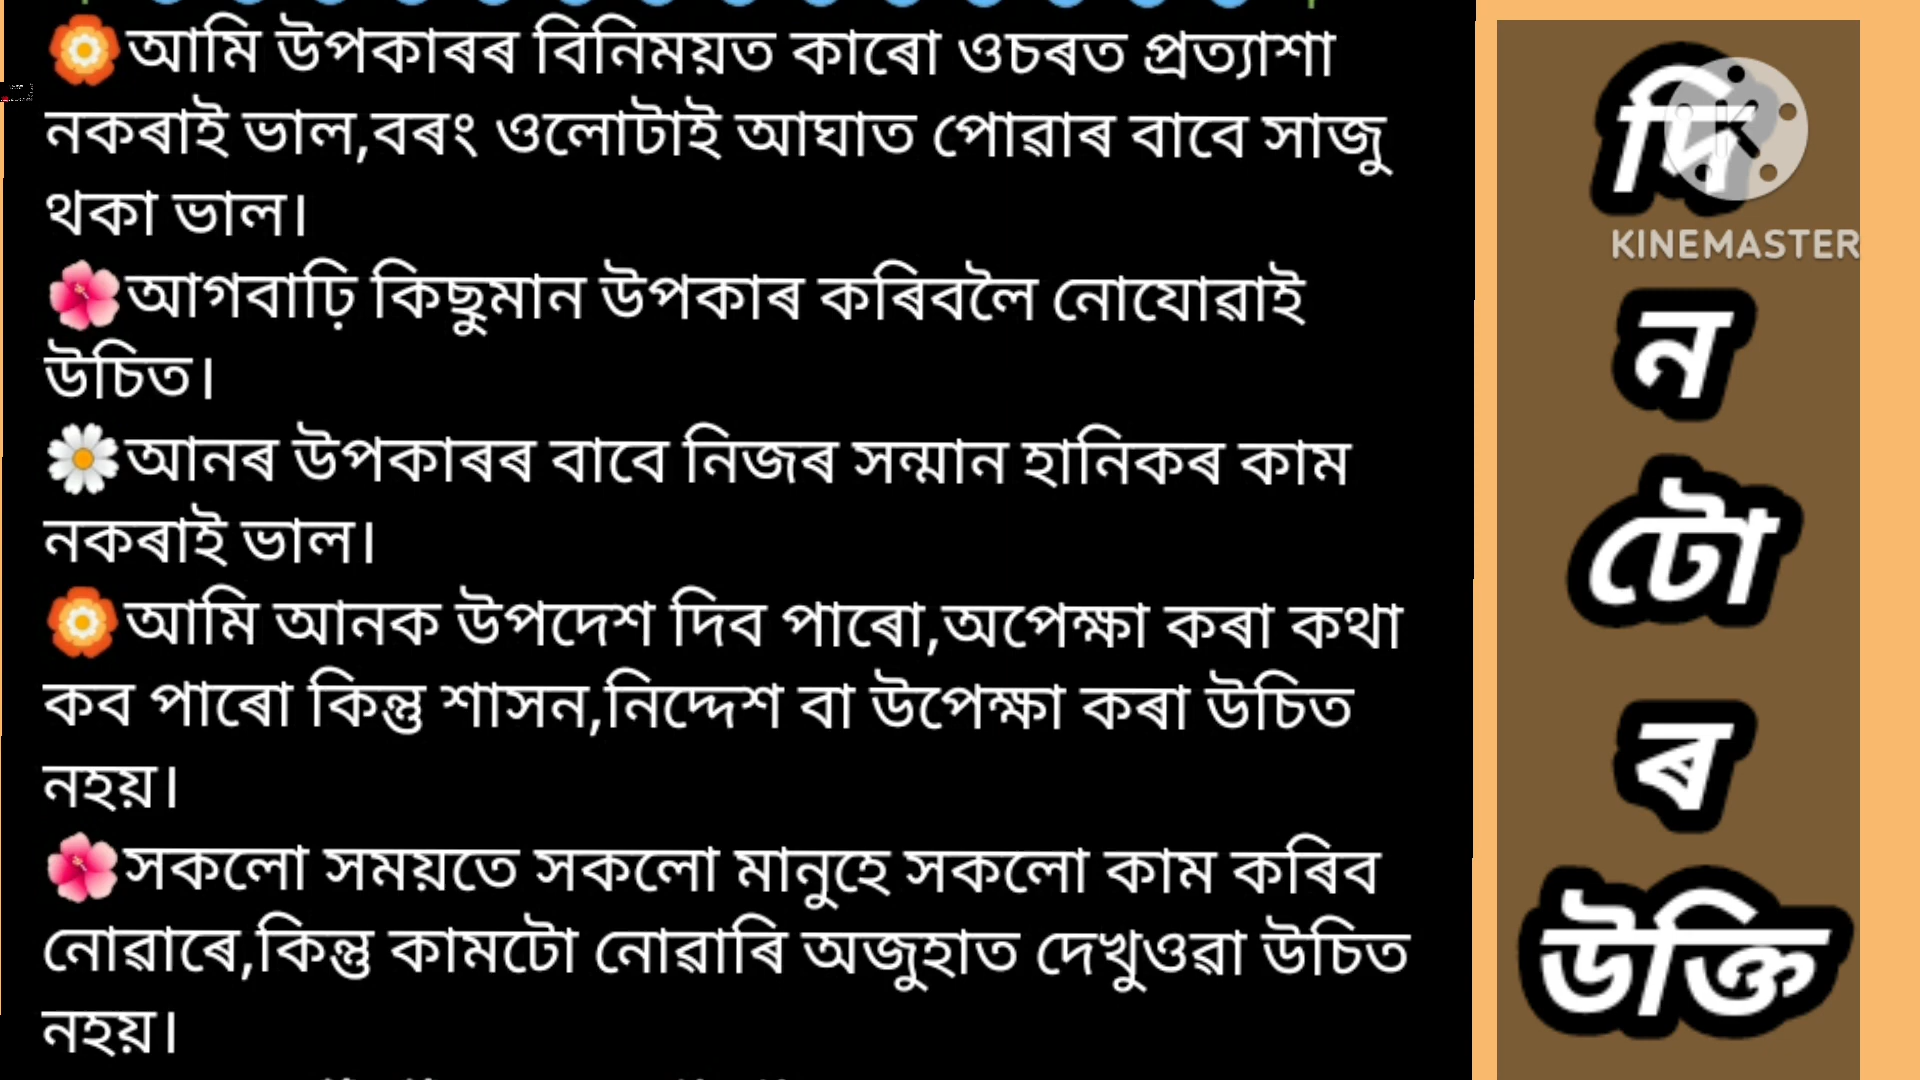 🏵️আমি উপকাৰৰ বিনিময়ত কাৰো ওচৰত প্ৰত্যাশা
নকৰাই ভাল,বৰং ওলোটাই আঘাত পোৱাৰ বাবে সাজু
থকা ভাল।
🌺আগবাঢ়ি কিছুমান উপকাৰ কৰিবলৈ নোযোৱাই
উচিত।
🌼আনৰ উপকাৰৰ বাবে নিজৰ সন্মান হানিকৰ কাম
নকৰাই ভাল।
🏵️আমি আনক উপদেশ দিব পাৰো,অপেক্ষা কৰা কথা
কব পাৰো কিন্তু শাসন,নিদ্দেশ বা উপেক্ষা কৰা উচিত
নহয়।
🌺সকলো সময়তে সকলো মানুহে সকলো কাম কৰিব
নোৱাৰে,কিন্তু কামটো নোৱাৰি অজুহাত দেখুওৱা উচিত
নহয়।
দি
KINEMASTER
ন
টো
ৰ
উক্তি